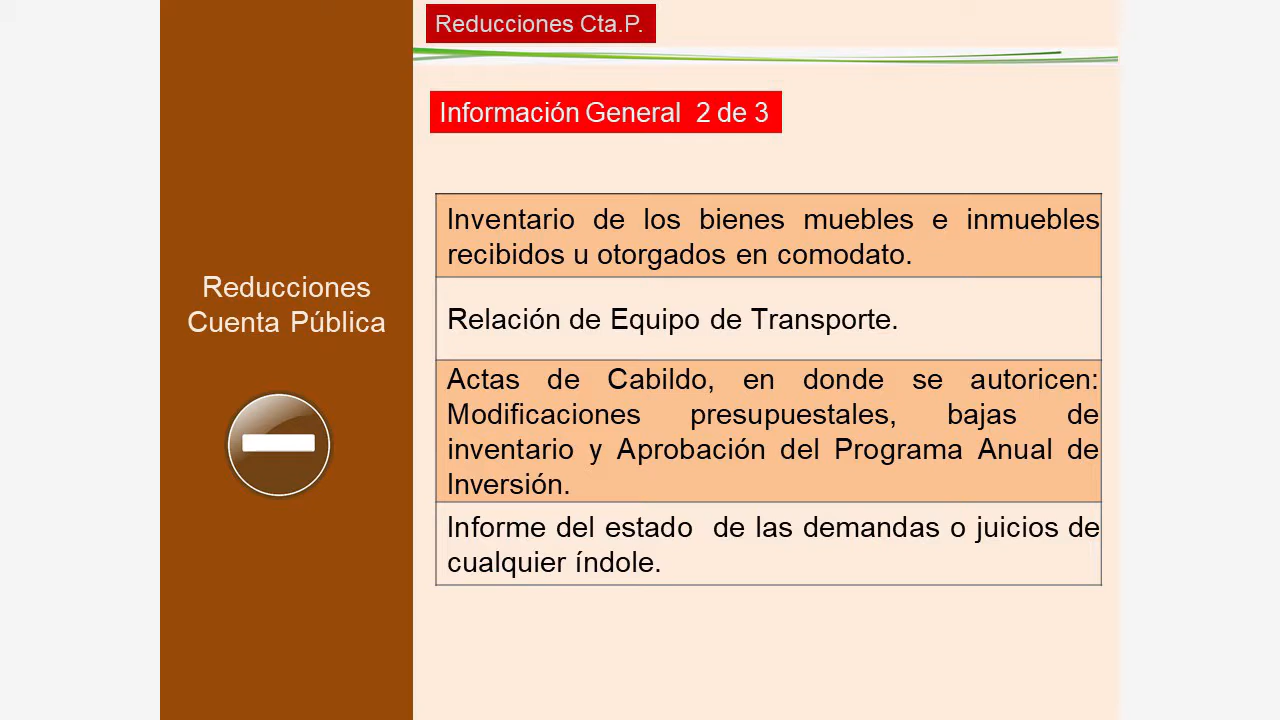 Reducciones Cta.P.
Información General 2 de 3
Reducciones
Cuenta Pública
Inventario de los bienes muebles e inmuebles
recibidos u otorgados en comodato.
Relación de Equipo de Transporte.
Actas de Cabildo, en donde se autoricen:
Modificaciones presupuestales, bajas de
inventario y Aprobación del Programa Anual de
Inversión.
Informe del estado de las demandas o juicios de
cualquier índole.